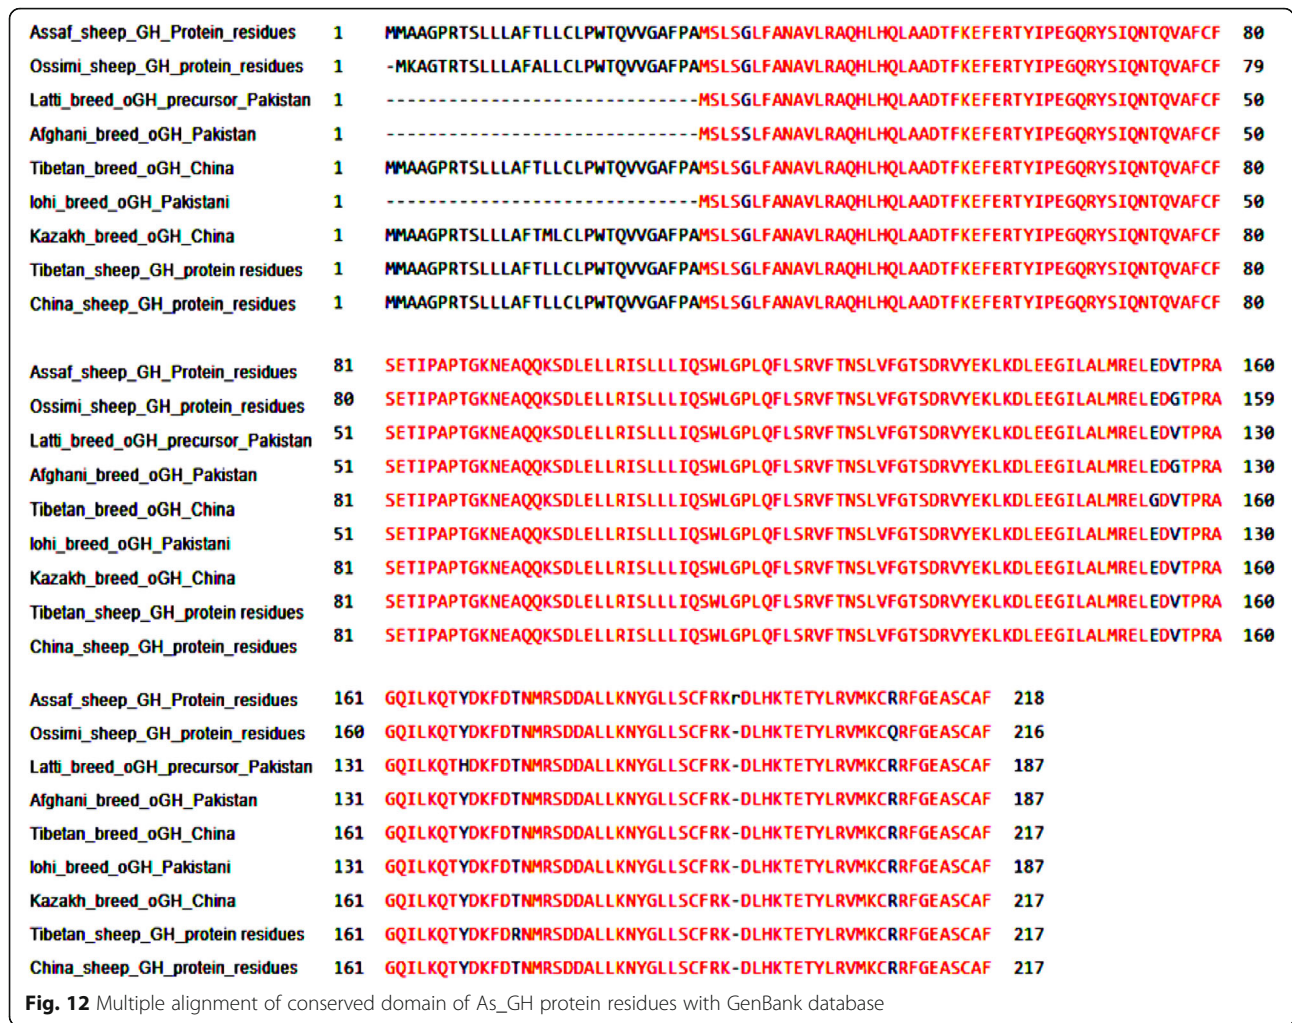 Assaf_sheep_GH_Protein_residues 1 MMAAGPRTSLLLAFTLLCLPWTQVVGAFPAMSLSGLFANAVLRAQHLHQLAADTFKEFERTYIPEGQRYSIQNTQVAFCF 80
Ossimi_sheep_GH_protein_residues 1 -MKAGTRTSLLLAFALLCLPWTQVVGAFPAMSLSGLFANAVLRAQHLHQLAADTFKEFERTYIPEGQRYSIQNTQVAFCF 79
Latti_breed_oGH_precursor_Pakistan 1 ------------------------------MSLSGLFANAVLRAQHLHQLAADTFKEFERTYIPEGQRYSIQNTQVAFCF 50
Afghani_breed_oGH_Pakistan 1 ------------------------------MSLSSLFANAVLRAQHLHQLAADTFKEFERTYIPEGQRYSIQNTQVAFCF 50
Tibetan_breed_oGH_China 1 MMAAGPRTSLLLAFTLLCLPWTQVVGAFPAMSLSGLFANAVLRAQHLHQLAADTFKEFERTYIPEGQRYSIQNTQVAFCF 80
lohi_breed_oGH_Pakistani 1 ------------------------------MSLSGLFANAVLRAQHLHQLAADTFKEFERTYIPEGQRYSIQNTQVAFCF 50
Kazakh_breed_oGH_China 1 MMAAGPRTSLLLAFTMLCLPWTQVVGAFPAMSLSGLFANAVLRAQHLHQLAADTFKEFERTYIPEGQRYSIQNTQVAFCF 80
Tibetan_sheep_GH_protein residues 1 MMAAGPRTSLLLAFTLLCLPWTQVVGAFPAMSLSGLFANAVLRAQHLHQLAADTFKEFERTYIPEGQRYSIQNTQVAFCF 80
China_sheep_GH_protein_residues 1 MMAAGPRTSLLLAFTLLCLPWTQVVGAFPAMSLSGLFANAVLRAQHLHQLAADTFKEFERTYIPEGQRYSIQNTQVAFCF 80
Assaf_sheep_GH_Protein_residues 81 SETIPAPTGKNEAQQKSDLELLRISLLLIQSWLGPLQFLSRVFTNSLVFGTSDRVYEKLKDLEEGILALMRELEDVTPRA 160
Ossimi_sheep_GH_protein_residues 80 SETIPAPTGKNEAQQKSDLELLRISLLLIQSWLGPLQFLSRVFTNSLVFGTSDRVYEKLKDLEEGILALMRELEDGTPRA 159
Latti_breed_oGH_precursor_Pakistan 51 SETIPAPTGKNEAQQKSDLELLRISLLLIQSWLGPLQFLSRVFTNSLVFGTSDRVYEKLKDLEEGILALMRELEDVTPRA 130
Afghani_breed_oGH_Pakistan 51 SETIPAPTGKNEAQQKSDLELLRISLLLIQSWLGPLQFLSRVFTNSLVFGTSDRVYEKLKDLEEGILALMRELEDGTPRA 130
Tibetan_breed_oGH_China 81 SETIPAPTGKNEAQQKSDLELLRISLLLIQSWLGPLQFLSRVFTNSLVFGTSDRVYEKLKDLEEGILALMRELGDVTPRA 160
lohi_breed_oGH_Pakistani 51 SETIPAPTGKNEAQQKSDLELLRISLLLIQSWLGPLQFLSRVFTNSLVFGTSDRVYEKLKDLEEGILALMRELEDVTPRA 130
Kazakh_breed_oGH_China 81 SETIPAPTGKNEAQQKSDLELLRISLLLIQSWLGPLQFLSRVFTNSLVFGTSDRVYEKLKDLEEGILALMRELEDVTPRA 160
Tibetan_sheep_GH_protein residues 81 SETIPAPTGKNEAQQKSDLELLRISLLLIQSWLGPLQFLSRVFTNSLVFGTSDRVYEKLKDLEEGILALMRELEDVTPRA 160
China_sheep_GH_protein_residues 81 SETIPAPTGKNEAQQKSDLELLRISLLLIQSWLGPLQFLSRVFTNSLVFGTSDRVYEKLKDLEEGILALMRELEDVTPRA 160
Assaf_sheep_GH_Protein_residues 161 GQILKQTYDKFDTNMRSDDALLKNYGLLSCFRKrDLHKTETYLRVMKCRRFGEASCAF 218
Ossimi_sheep_GH_protein_residues 160 GQILKQTYDKFDTNMRSDDALLKNYGLLSCFRK-DLHKTETYLRVMKCQRFGEASCAF 216
Latti_breed_oGH_precursor_Pakistan 131 GQILKQTHDKFDTNMRSDDALLKNYGLLSCFRK-DLHKTETYLRVMKCRRFGEASCAF 187
Afghani_breed_oGH_Pakistan 131 GQILKQTYDKFDTNMRSDDALLKNYGLLSCFRK-DLHKTETYLRVMKCRRFGEASCAF 187
Tibetan_breed_oGH_China 161 GQILKQTYDKFDTNMRSDDALLKNYGLLSCFRK-DLHKTETYLRVMKCRRFGEASCAF 217
lohi_breed_oGH_Pakistani 131 GQILKQTYDKFDTNMRSDDALLKNYGLLSCFRK-DLHKTETYLRVMKCRRFGEASCAF 187
Kazakh_breed_oGH_China 161 GQILKQTYDKFDTNMRSDDALLKNYGLLSCFRK-DLHKTETYLRVMKCRRFGEASCAF 217
Tibetan_sheep_GH_protein residues 161 GQILKQTYDKFDRNMRSDDALLKNYGLLSCFRK-DLHKTETYLRVMKCRRFGEASCAF 217
China_sheep_GH_protein_residues 161 GQILKQTYDKFDTNMRSDDALLKNYGLLSCFRK-DLHKTETYLRVMKCRRFGEASCAF 217
Fig. 12 Multiple alignment of conserved domain of As_GH protein residues with GenBank database